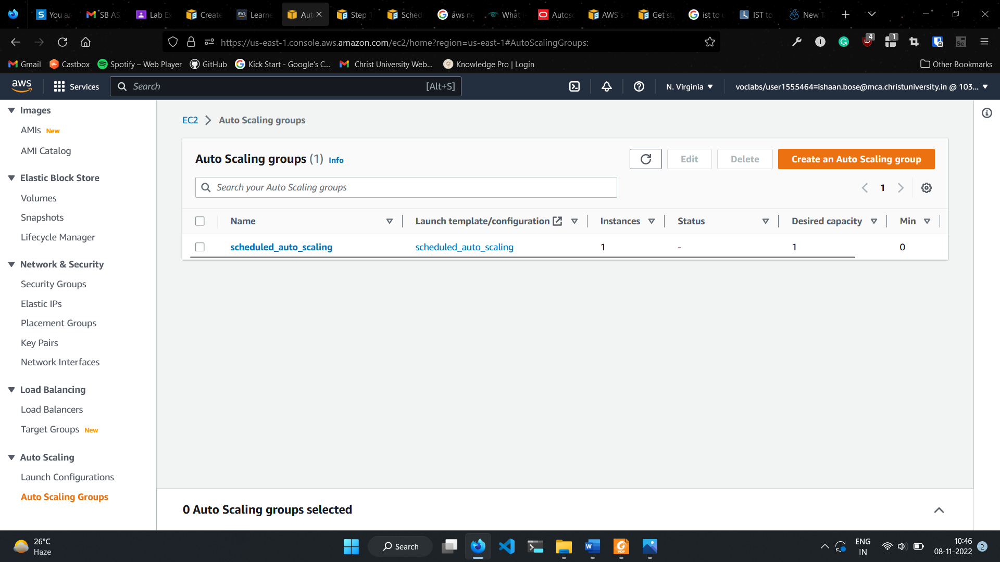 You a
SB AS
Lab Ex
Create
Learne
Aut
Step 1
Sched
aws ne
What i
Autosc
AWS s
Get sta
ist to u
IST to
New T
https://us-east-1.console.aws.amazon.com/ec2/home?region=us-east-1#AutoScalingGroups:
4
1
Gmail
Castbox
Spotify – Web Player
GitHub
Kick Start - Google's C...
Christ University Web...
Knowledge Pro | Login
Other Bookmarks
aws
Services
Search
[Alt+S]
N. Virginia
voclabs/user1555464=ishaan.bose@mca.christuniversity.in @ 103...
Images
AMIs New
AMI Catalog
Elastic Block Store
Volumes
Snapshots
Lifecycle Manager
Network & Security
Security Groups
Elastic IPs
Placement Groups
Key Pairs
Network Interfaces
Load Balancing
Load Balancers
Target Groups New
Auto Scaling
Launch Configurations
Auto Scaling Groups
EC2 > Auto Scaling groups
Auto Scaling groups (1) Info
Edit
Delete
Create an Auto Scaling group
Search your Auto Scaling groups
1
Name Launch template/configuration Instances Status Desired capacity Min
scheduled_auto_scaling scheduled_auto_scaling 1 - 1 0
0 Auto Scaling groups selected
26°C
Haze
Search
ENG
IN
10:46
08-11-2022
2